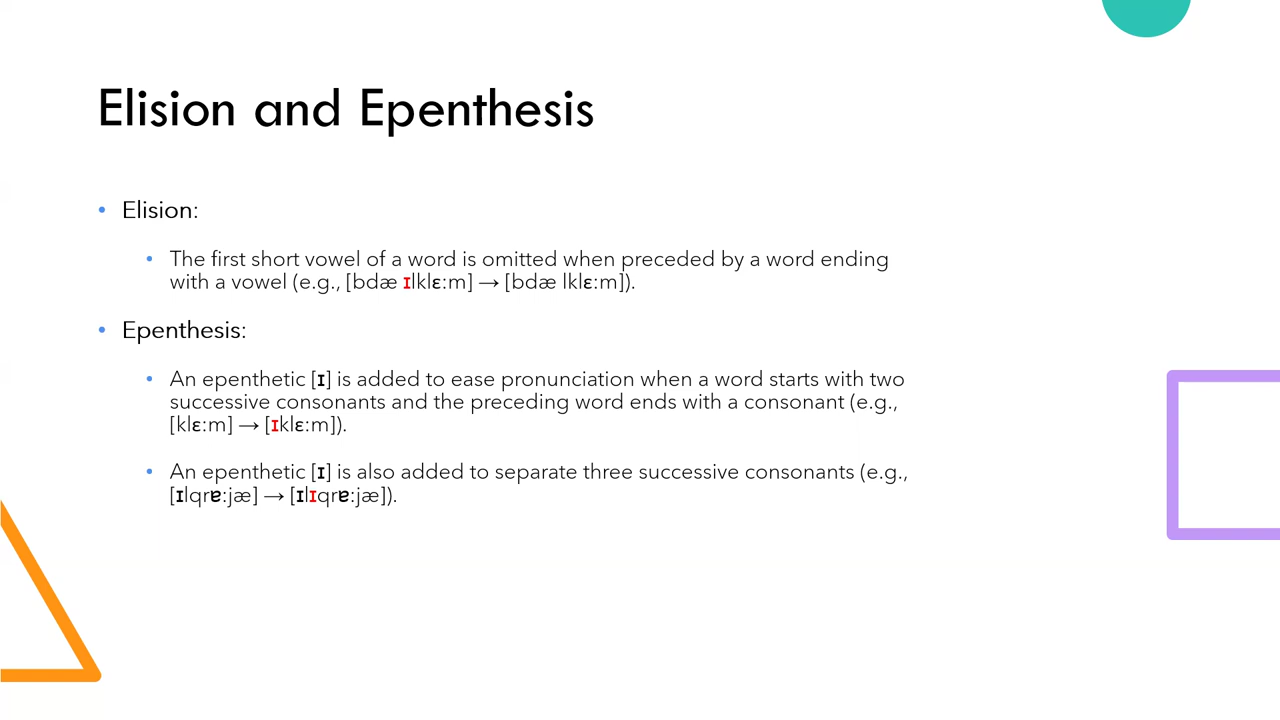 Elision and Epenthesis
• Elision:
• The first short vowel of a word is omitted when preceded by a word ending
with a vowel (e.g., [bdæ ɪlklɛ:m] → [bdæ lklɛ:m]).
• Epenthesis:
• An epenthetic [ɪ] is added to ease pronunciation when a word starts with two
successive consonants and the preceding word ends with a consonant (e.g.,
[klɛ:m] → [ɪklɛ:m]).
• An epenthetic [ɪ] is also added to separate three successive consonants (e.g.,
[ɪlqrɐ:jæ] → [ɪlɪqrɐ:jæ]).